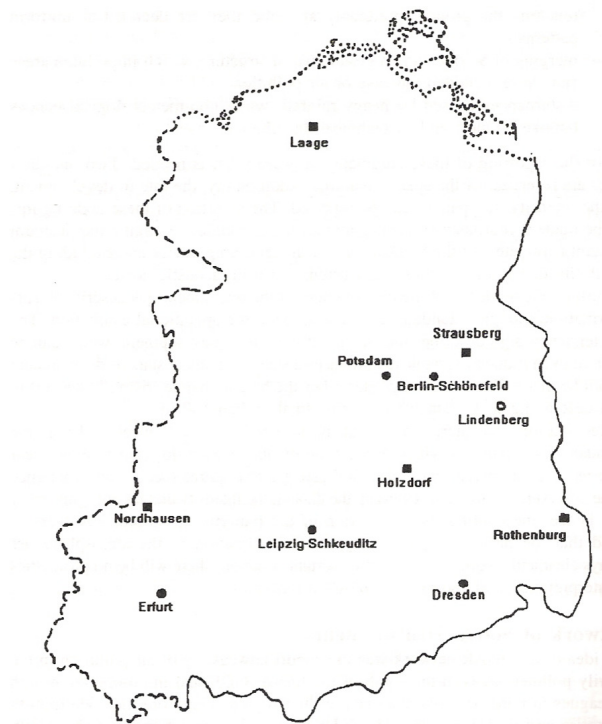 Laage
Strausberg
Potsdam
Berlin-Schönefeld
Lindenberg
Holzdorf
Nordhausen
Rothenburg
Leipzig-Schkeuditz
Erfurt
Dresden